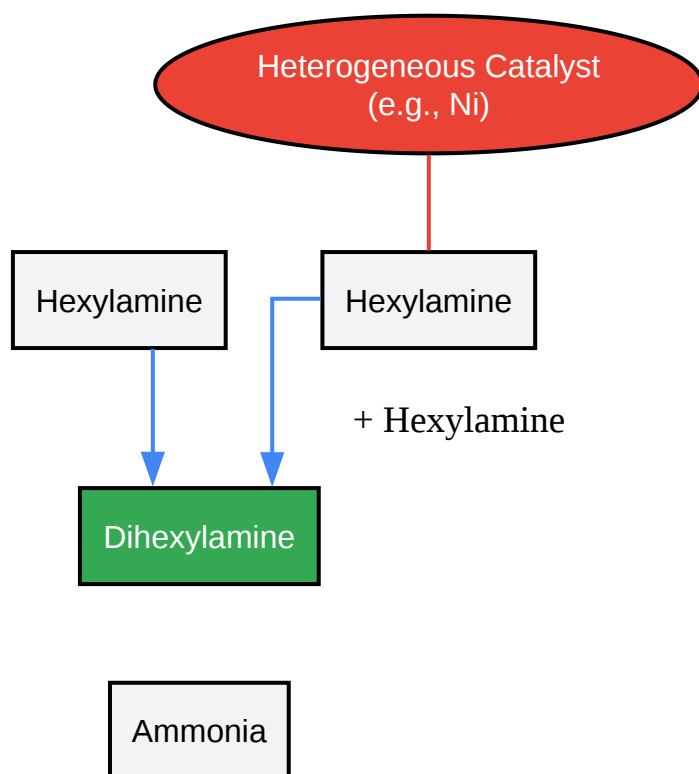 Heterogeneous Catalyst
(e.g., Ni)
Hexylamine
Hexylamine
+ Hexylamine
Dihexylamine
Ammonia